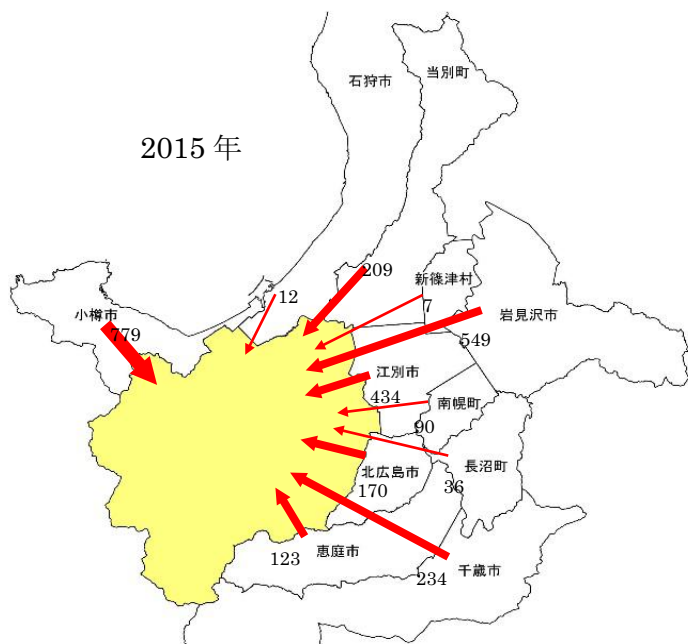 石狩市
当別町
2015 年
209
新篠津村
12
7
小樽市
779
岩見沢市
549
江別市
434
南幌町
90
長沼町
北広島市
170
36
恵庭市
123
千歳市
234